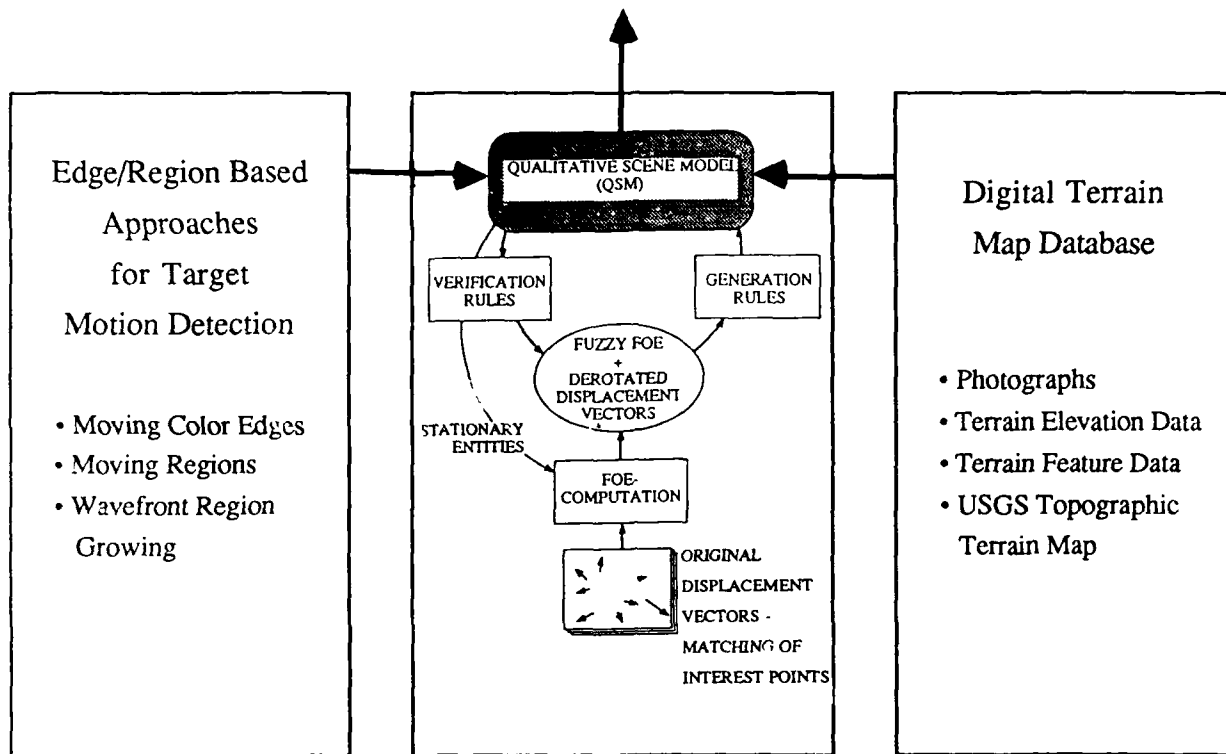 Edge/Region Based
Approaches
for Target
Motion Detection
• Moving Color Edges
• Moving Regions
• Wavefront Region
Growing
QUALITATIVE SCENE MODEL
(QSM)
VERIFICATION
RULES
GENERATION
RULES
FUZZY FOE
+
DEROTATED
DISPLACEMENT
VECTORS
STATIONARY
ENTITIES
FOE-
COMPUTATION
ORIGINAL
DISPLACEMENT
VECTORS -
MATCHING OF
INTEREST POINTS
Digital Terrain
Map Database
• Photographs
• Terrain Elevation Data
• Terrain Feature Data
• USGS Topographic
Terrain Map